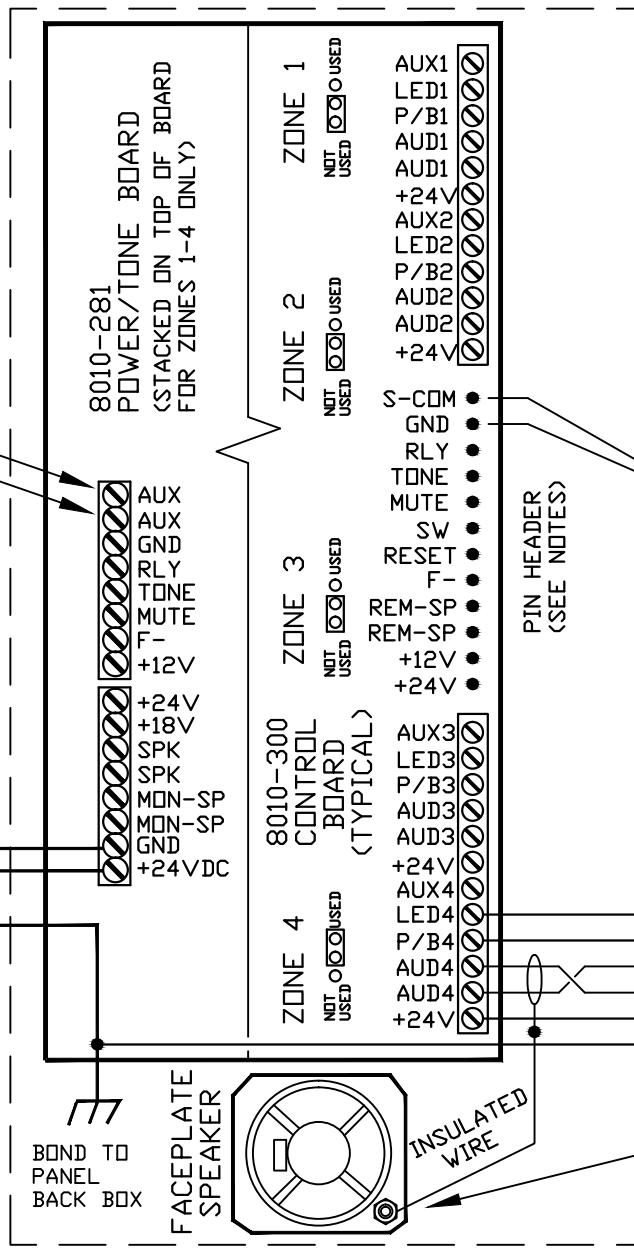 8010-281
POWER/TONE BOARD
(STACKED ON TOP OF BOARD
FOR ZONES 1-4 ONLY)
ZONE 1
NOT
USED
USED
AUX1
LED1
P/B1
AUD1
AUD1
+24V
AUX2
LED2
P/B2
AUD2
AUD2
+24V
ZONE 2
NOT
USED
USED
S-COM
GND
RLY
TONE
MUTE
SW
RESET
F-
REM-SP
REM-SP
+12V
+24V
PIN HEADER
(SEE NOTES)
AUX
AUX
GND
RLY
TONE
MUTE
F-
+12V
+24V
+18V
SPK
SPK
MON-SP
MON-SP
GND
+24VDC
ZONE 3
NOT
USED
USED
8010-300
CONTROL
BOARD
(TYPICAL)
AUX3
LED3
P/B3
AUD3
AUD3
+24V
AUX4
LED4
P/B4
AUD4
AUD4
+24V
ZONE 4
NOT
USED
USED
BOND TO
PANEL
BACK BOX
FACEPLATE
SPEAKER
INSULATED
WIRE